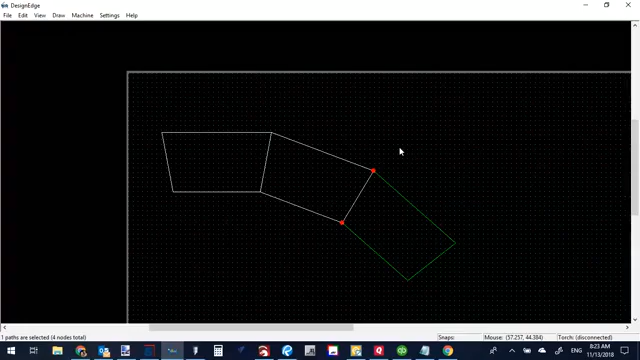 DesignEdge
File Edit View Draw Machine Settings Help
1 paths are selected (4 nodes total)
Snaps:
Mouse: (57.257, 44.384)
Torch: (disconnected)
ENG
8:23 AM
11/13/2018